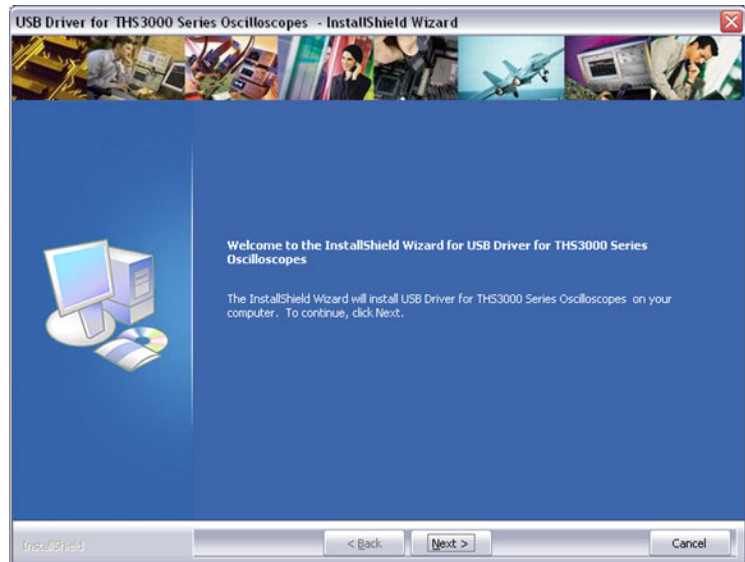 USB Driver for THS3000 Series Oscilloscopes - InstallShield Wizard
Welcome to the InstallShield Wizard for USB Driver for THS3000 Series
Oscilloscopes
The InstallShield Wizard will install USB Driver for THS3000 Series Oscilloscopes on your
computer. To continue, click Next.
InstallShield
< Back
Next >
Cancel